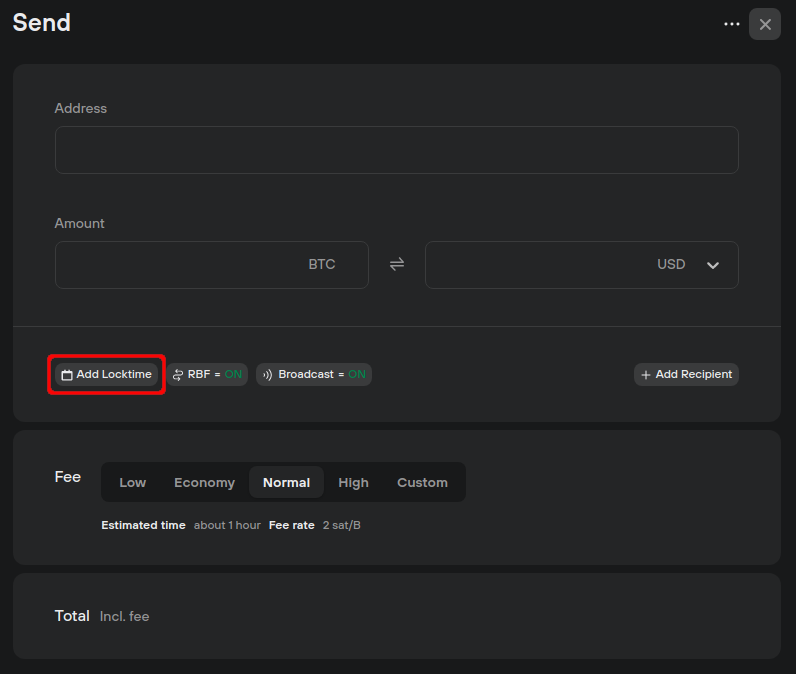 Send
Address
Amount
BTC
USD
Add Locktime RBF = ON Broadcast = ON Add Recipient
Fee Low Economy Normal High Custom
Estimated time about 1 hour Fee rate 2 sat/B
Total Incl. fee